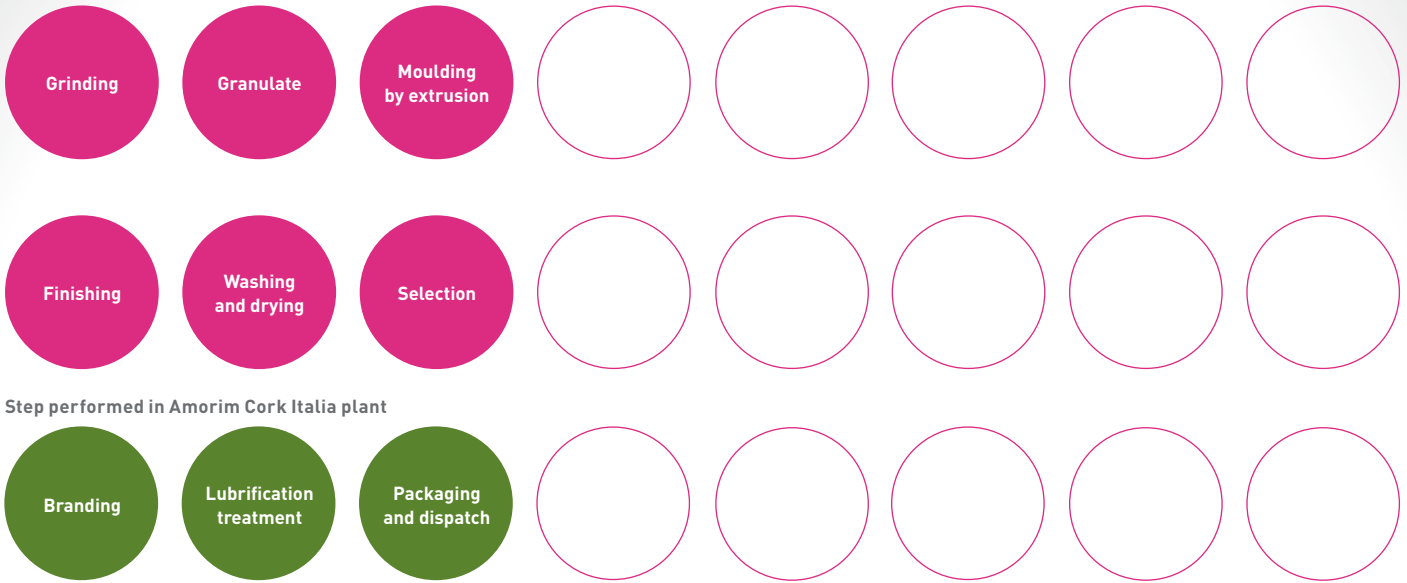 Grinding
Granulate
Moulding
by extrusion
Finishing
Washing
and drying
Selection
Step performed in Amorim Cork Italia plant
Branding
Lubrification
treatment
Packaging
and dispatch